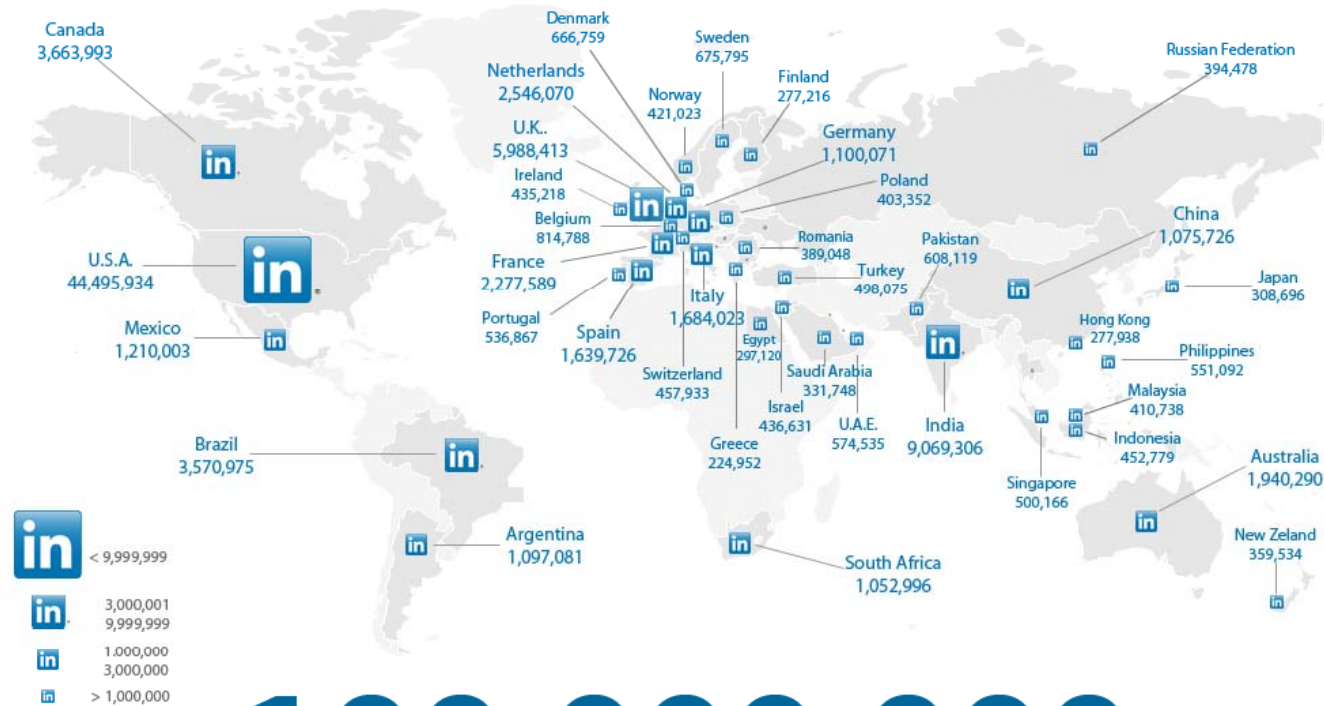 Canada
3,663,993
Denmark
666,759
Sweden
675,795
Russian Federation
394,478
Netherlands
2,546,070
Finland
277,216
Norway
421,023
U.K..
5,988,413
Germany
1,100,071
Ireland
435,218
Poland
403,352
Belgium
814,788
China
1,075,726
U.S.A.
44,495,934
France
2,277,589
Romania
389,048
Pakistan
608,119
Turkey
498,075
Japan
308,696
Italy
1,684,023
Mexico
1,210,003
Portugal
536,867
Spain
1,639,726
Egypt
297,120
Hong Kong
277,938
Philippines
551,092
Switzerland
457,933
Saudi Arabia
331,748
Malaysia
410,738
Israel
436,631
U.A.E.
574,535
India
9,069,306
Indonesia
452,779
Brazil
3,570,975
Greece
224,952
Singapore
500,166
Australia
1,940,290
Argentina
1,097,081
South Africa
1,052,996
New Zeland
359,534
in
< 9,999,999
in
3,000,001
9,999,999
in
1.000,000
3,000,000
in
> 1,000,000